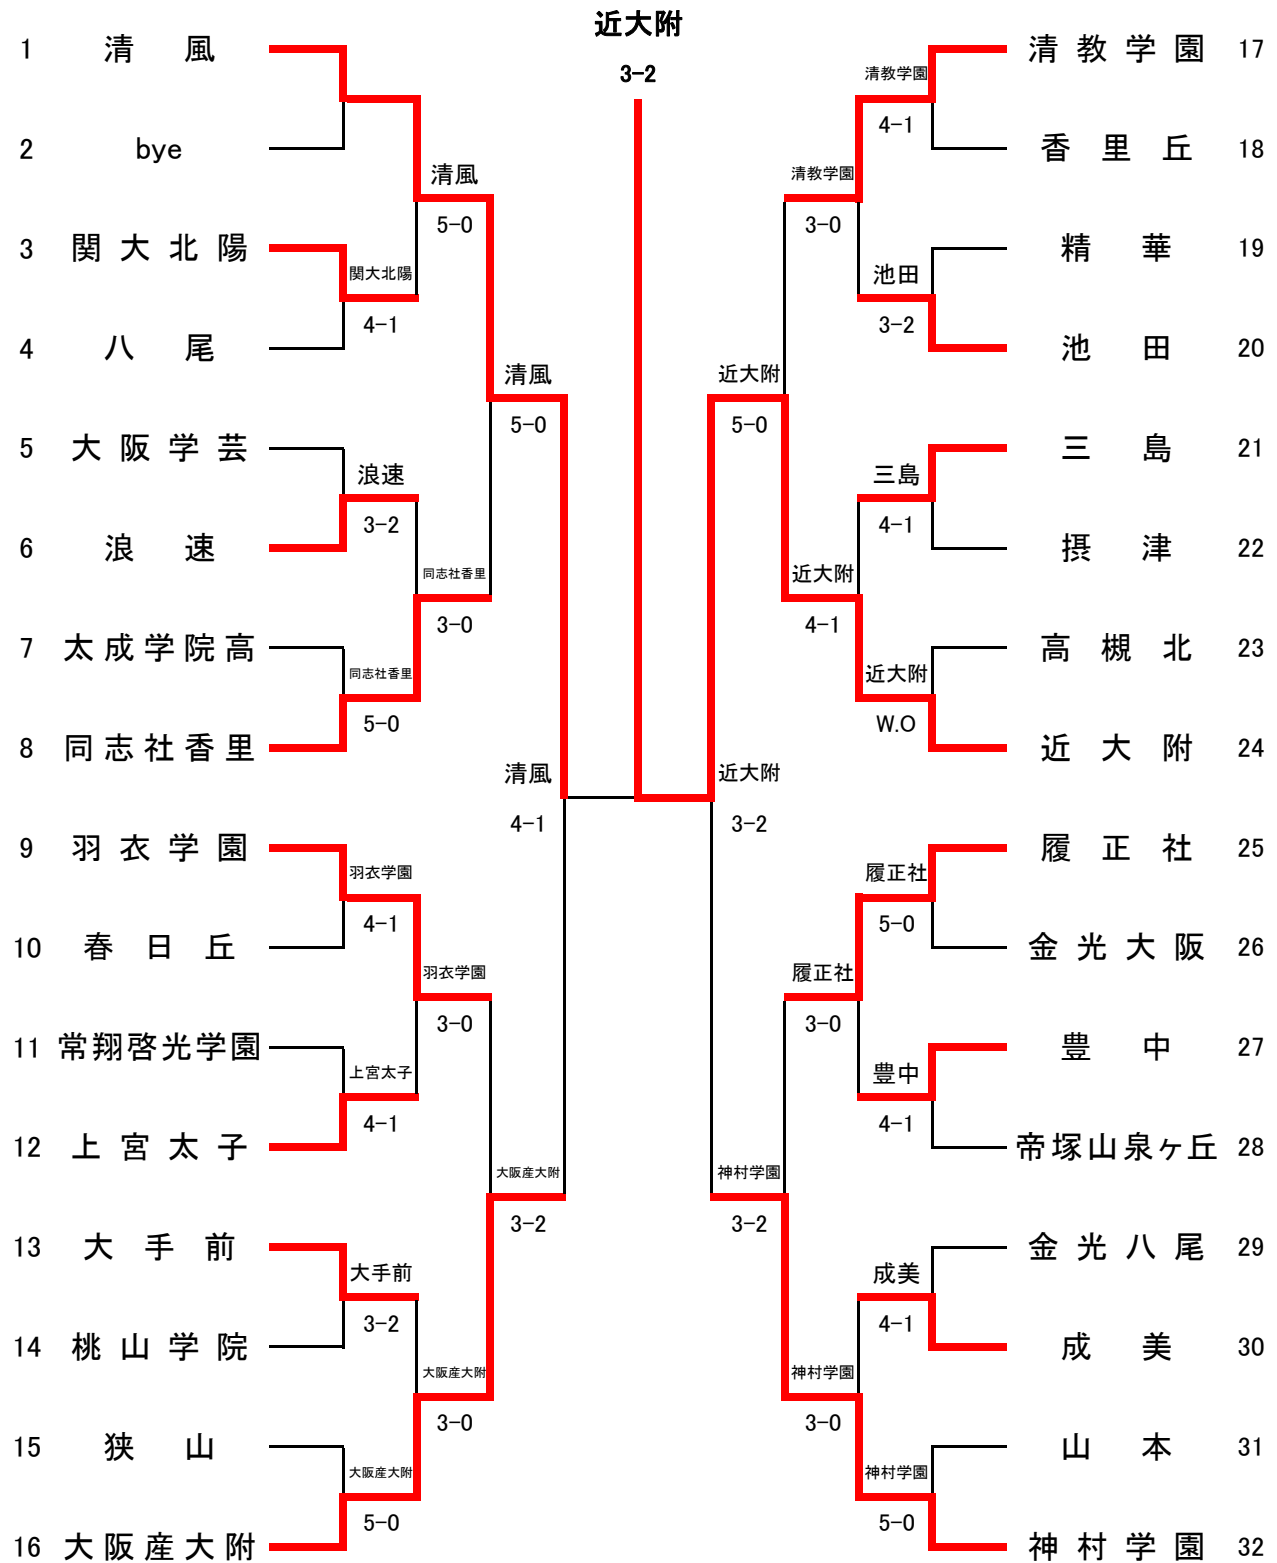 近大附
3-2
1 清風
2 bye
3 関大北陽
4 八尾
5 大阪学芸
6 浪速
7 太成学院高
8 同志社香里
9 羽衣学園
10 春日丘
11 常翔啓光学園
12 上宮太子
13 大手前
14 桃山学院
15 狭山
16 大阪産大附
関大北陽
4-1
浪速
3-2
同志社香里
5-0
羽衣学園
4-1
上宮太子
4-1
大手前
3-2
大阪産大附
5-0
清風
5-0
同志社香里
3-0
羽衣学園
3-0
大阪産大附
3-0
清風
5-0
大阪産大附
3-2
清風
4-1
近大附
3-2
近大附
5-0
神村学園
3-2
清教学園
3-0
近大附
4-1
履正社
3-0
神村学園
3-0
清教学園
4-1
池田
3-2
三島
4-1
近大附
W.O
履正社
5-0
豊中
4-1
成美
4-1
神村学園
5-0
清教学園 17
香里丘 18
精華 19
池田 20
三島 21
摂津 22
高槻北 23
近大附 24
履正社 25
金光大阪 26
豊中 27
帝塚山泉ヶ丘 28
金光八尾 29
成美 30
山本 31
神村学園 32